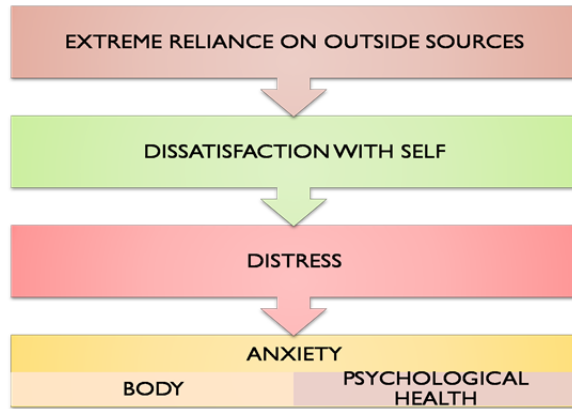 EXTREME RELIANCE ON OUTSIDE SOURCES
DISSATISFACTION WITH SELF
DISTRESS
ANXIETY
BODY
PSYCHOLOGICAL
HEALTH